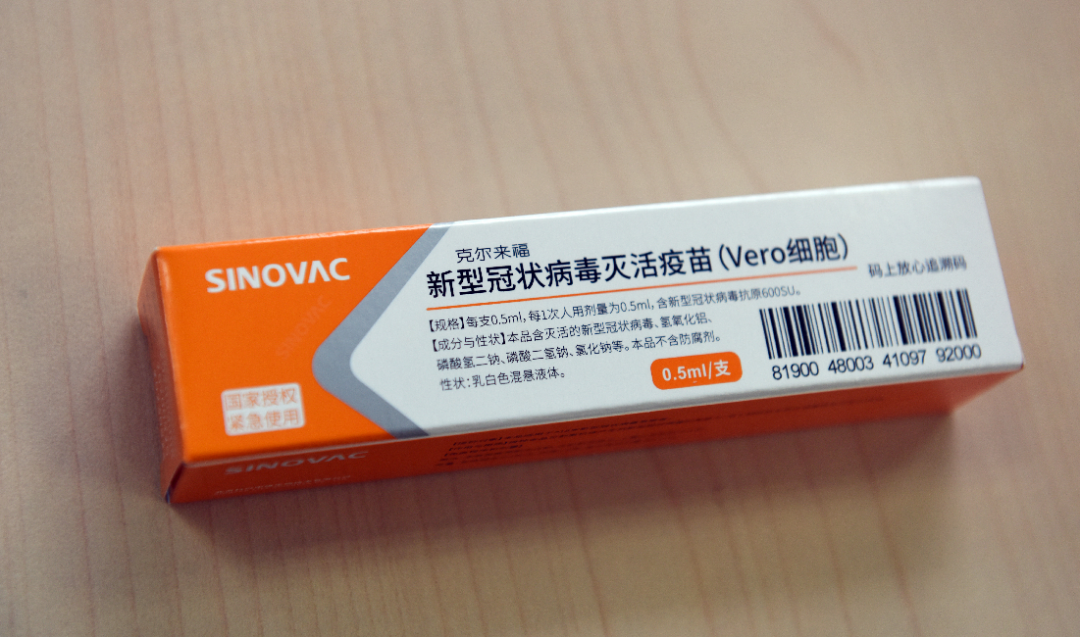 SINOVAC
国家授权
紧急使用
克尔来福
新型冠状病毒灭活疫苗(Vero细胞)
【规格】每支0.5ml,每1次人用剂量为0.5ml,含新型冠状病毒抗原600SU。
【成分与性状】本品含灭活的新型冠状病毒、氢氧化铝、
磷酸氢二钠、磷酸二氢钠、氯化钠等。本品不含防腐剂。
性状:乳白色混悬液体。
0.5ml/支
码上放心追溯码
81900 48003 41097 92000
SINOVAC